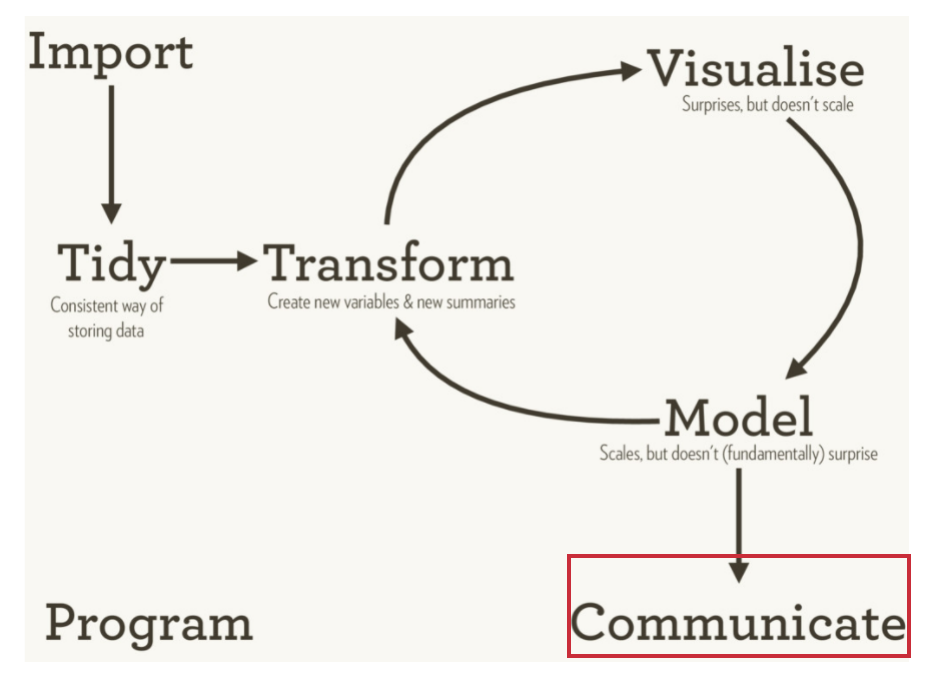 Import
Visualise
Surprises, but doesn't scale
Tidy
Consistent way of
storing data
Transform
Create new variables & new summaries
Model
Scales, but doesn't (fundamentally) surprise
Program
Communicate